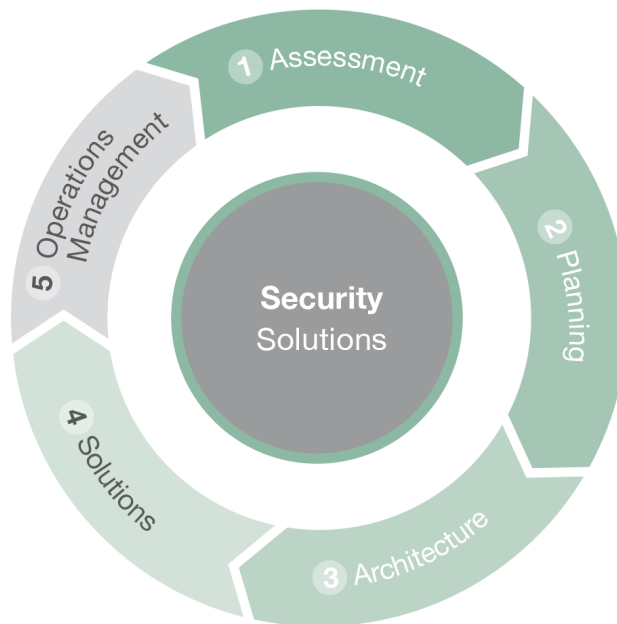 1 Assessment
2 Planning
3 Architecture
4 Solutions
5 Operations
Management
Security
Solutions